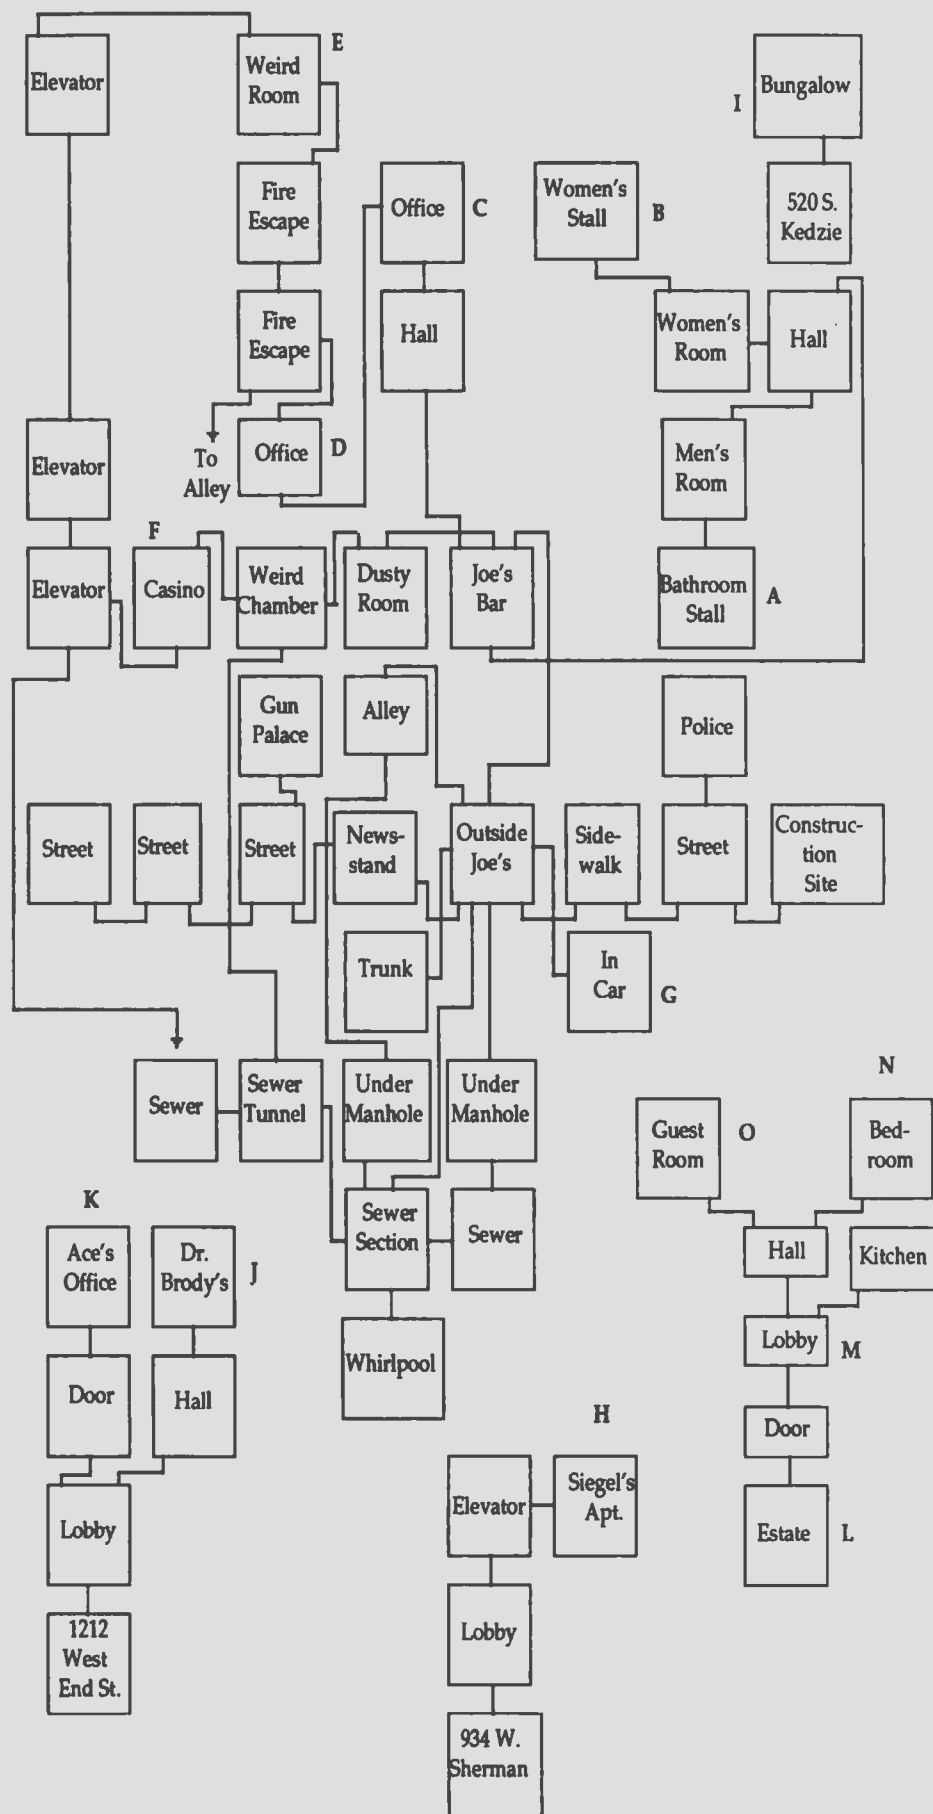 E
Elevator
Weird
Room
I
Bungalow
Fire
Escape
Office
C
Women's
Stall
B
520 S.
Kedzie
Fire
Escape
Hall
Women's
Room
Hall
Elevator
To
Alley
Office
D
Men's
Room
F
Elevator
Casino
Weird
Chamber
Dusty
Room
Joe's
Bar
Bathroom
Stall
A
Gun
Palace
Alley
Police
Street
Street
Street
News-
stand
Outside
Joe's
Side-
walk
Street
Construc-
tion
Site
Trunk
In
Car
G
Sewer
Sewer
Tunnel
Under
Manhole
Under
Manhole
N
Guest
Room
O
Bed-
room
K
Ace's
Office
Dr.
Brody's
J
Sewer
Section
Sewer
Hall
Kitchen
Door
Hall
Whirlpool
Lobby
M
H
Door
Lobby
Elevator
Siegel's
Apt.
Estate
L
1212
West
End St.
Lobby
934 W.
Sherman